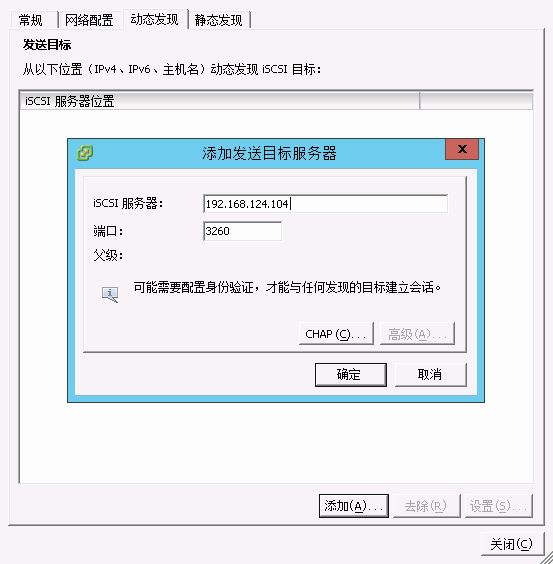 常规 网络配置 动态发现 静态发现
发送目标
从以下位置（IPv4、IPv6、主机名）动态发现 iSCSI 目标：
iSCSI 服务器位置
添加发送目标服务器
iSCSI 服务器： 192.168.124.104
端口： 3260
父级：
可能需要配置身份验证，才能与任何发现的目标建立会话。
CHAP (C)... 高级(A)...
确定 取消
添加(A)... 去除(R) 设置(S)...
关闭(C)